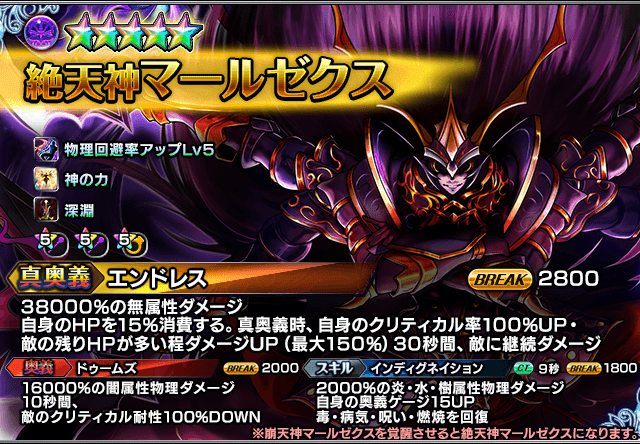 絶天神マールゼクス
物理回避率アップLv5
神の力
深淵
5 5 5
真奥義 エンドレス BREAK 2800
38000%の無属性ダメージ
自身のHPを15%消費する。真奥義時、自身のクリティカル率100%UP・
敵の残りHPが多い程ダメージUP（最大150%）30秒間、敵に継続ダメージ
奥義 ドゥームズ BREAK 2000
16000%の闇属性物理ダメージ
10秒間、
敵のクリティカル耐性100%DOWN
スキル インディグネイション C.T. 9秒 BREAK 1800
2000%の炎・水・樹属性物理ダメージ
自身の奥義ゲージ15UP
毒・病気・呪い・燃焼を回復
※崩天神マールゼクスを覚醒させると絶天神マールゼクスになります。